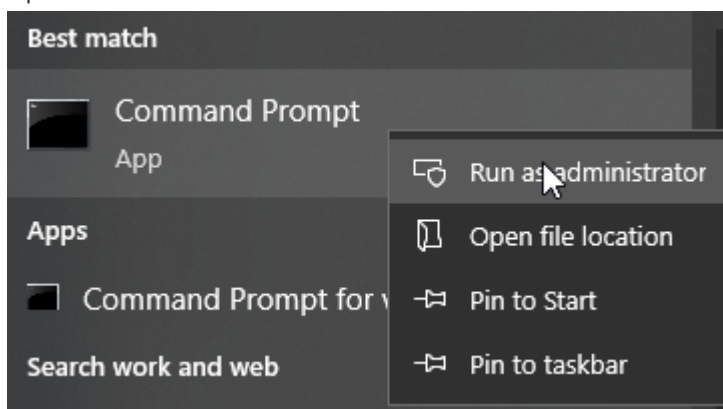 Best match
Command Prompt
App
Run as administrator
Open file location
Apps
Command Prompt for
Pin to Start
Search work and web
Pin to taskbar